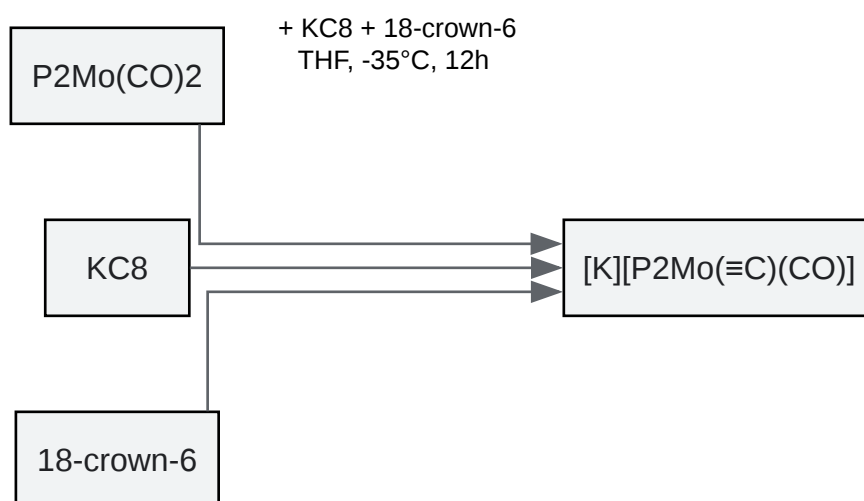 + KC8 + 18-crown-6
THF, -35°C, 12h
P2Mo(CO)2
KC8
[K][P2Mo(≡C)(CO)]
18-crown-6